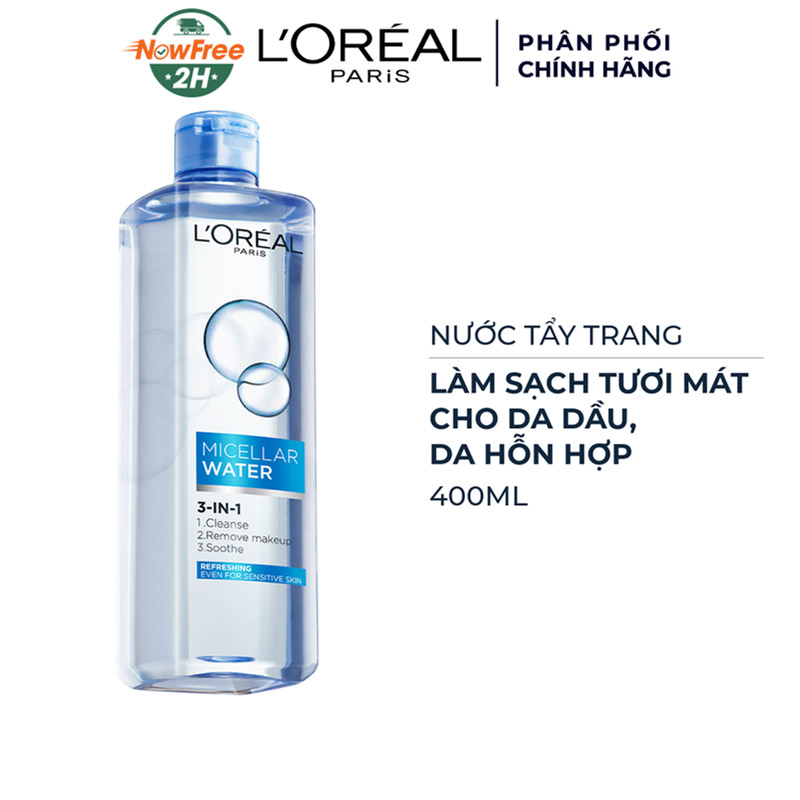 NowFree
2H
L'ORÉAL
PARiS
PHÂN PHỐI
CHÍNH HÃNG
L'ORÉAL
PARiS
MICELLAR
WATER
3-IN-1
1.Cleanse
2.Remove makeup
3.Soothe
REFRESHING
EVEN FOR SENSITIVE SKIN
NƯỚC TẨY TRANG
LÀM SẠCH TƯƠI MÁT
CHO DA DẦU,
DA HỖN HỢP
400ML